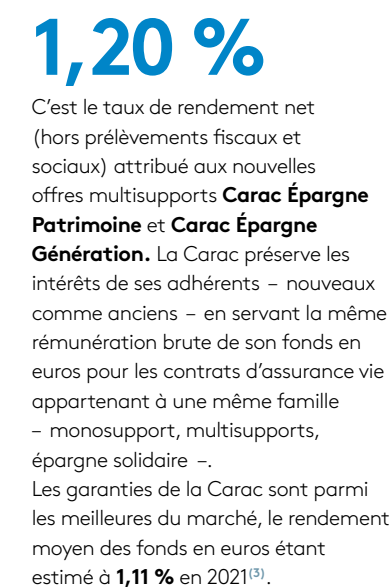 1,20 %
C’est le taux de rendement net
(hors prélèvements fiscaux et
sociaux) attribué aux nouvelles
offres multisupports Carac Épargne
Patrimoine et Carac Épargne
Génération. La Carac préserve les
intérêts de ses adhérents – nouveaux
comme anciens – en servant la même
rémunération brute de son fonds en
euros pour les contrats d’assurance vie
appartenant à une même famille
– monosupport, multisupports,
épargne solidaire –.
Les garanties de la Carac sont parmi
les meilleures du marché, le rendement
moyen des fonds en euros étant
estimé à 1,11 % en 2021(3).